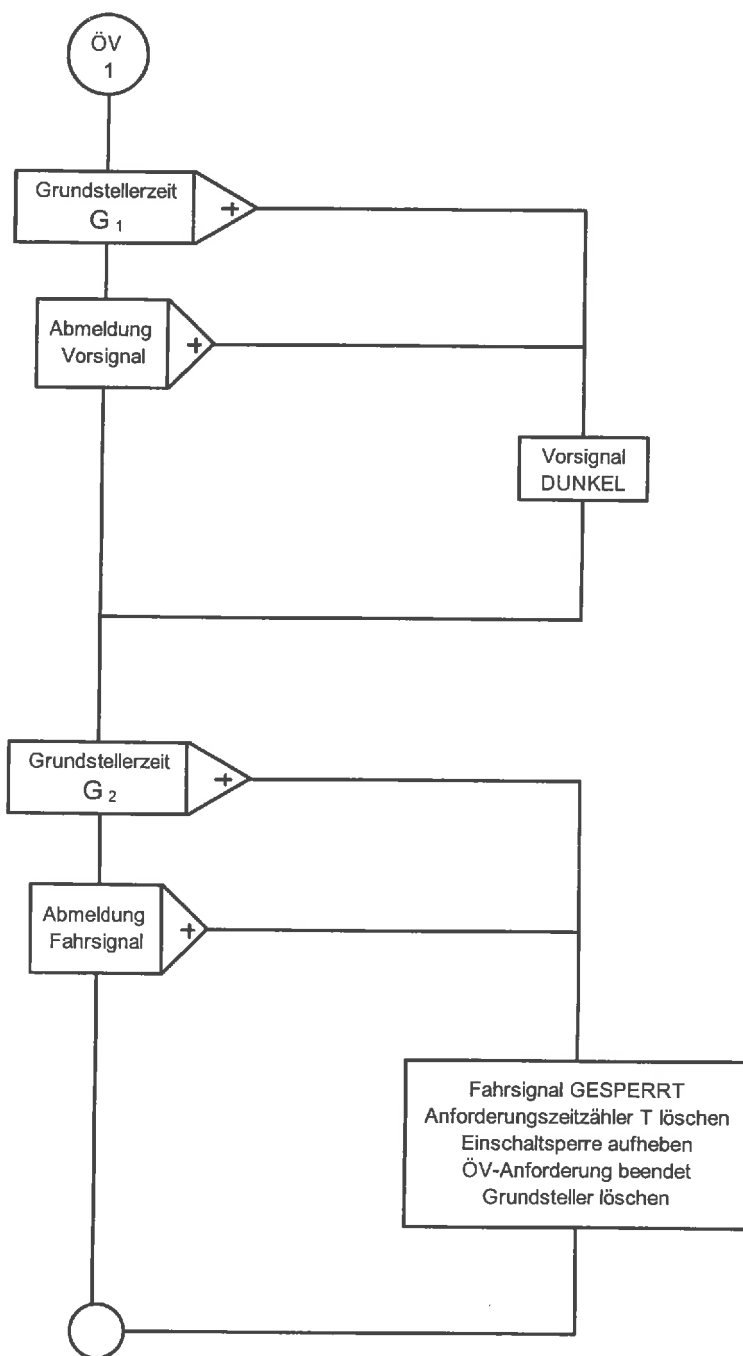 ÖV
1
Grundstellerzeit
G 1
+
Abmeldung
Vorsignal
+
Vorsignal
DUNKEL
Grundstellerzeit
G 2
+
Abmeldung
Fahrsignal
+
Fahrsignal GESPERRT
Anforderungszeitzähler T löschen
Einschaltsperre aufheben
ÖV-Anforderung beendet
Grundsteller löschen